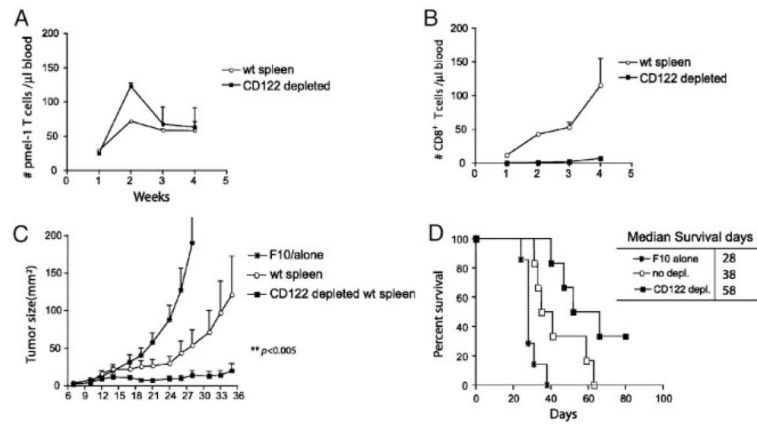 A
# pmel-1 T cells /µl blood
200
150
100
50
0
0 1 2 3 4 5
Weeks
wt spleen
CD122 depleted
B
# CD8+ T cells /µl blood
200
150
100
50
0
0 1 2 3 4 5
wt spleen
CD122 depleted
C
Tumor size(mm²)
200
150
100
50
0
6 9 12 15 18 21 24 27 30 33 36
F10/alone
wt spleen
CD122 depleted wt spleen
** p<0.005
D
Percent survival
100
80
60
40
20
0
0 20 40 60 80 100
Days
Median Survival days
F10 alone 28
no depl. 38
CD122 depl. 58